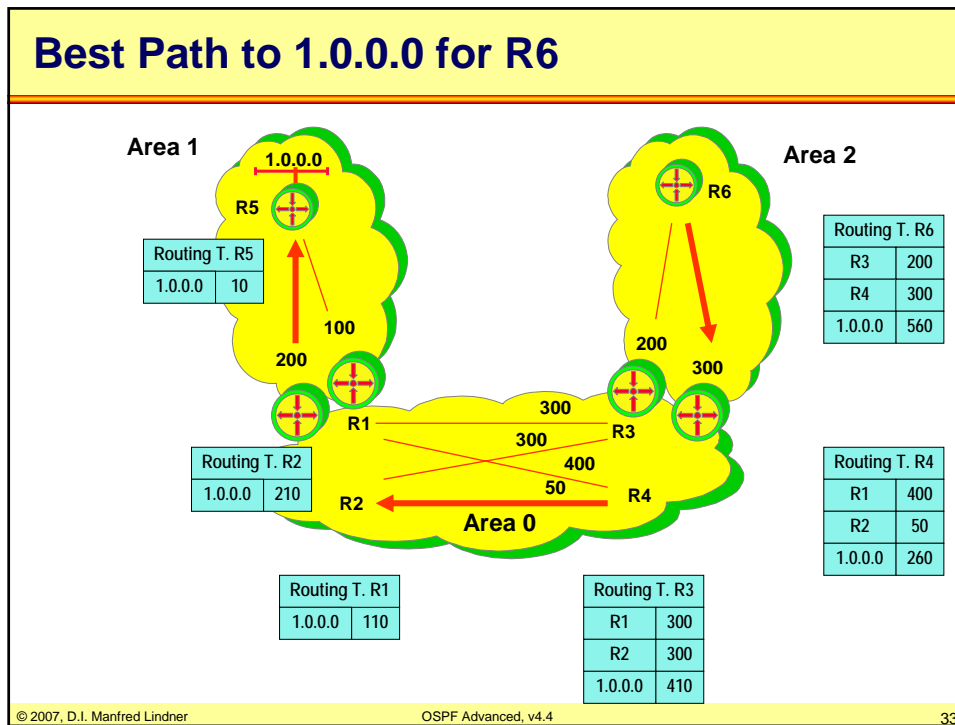 Best Path to 1.0.0.0 for R6
Area 1
1.0.0.0
Area 2
R5
R6
Routing T. R5
1.0.0.0 10
Routing T. R6
R3 200
R4 300
1.0.0.0 560
100
200
200
300
R1
300
R3
300
400
50
R2
R4
Area 0
Routing T. R2
1.0.0.0 210
Routing T. R4
R1 400
R2 50
1.0.0.0 260
Routing T. R1
1.0.0.0 110
Routing T. R3
R1 300
R2 300
1.0.0.0 410
© 2007, D.I. Manfred Lindner
OSPF Advanced, v4.4
33